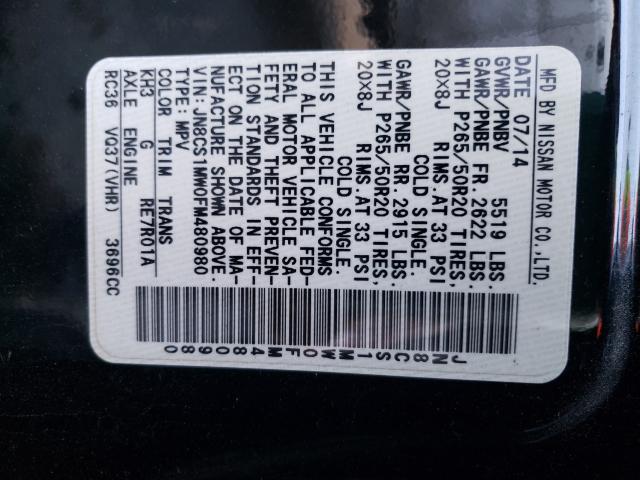 MFD BY NISSAN MOTOR CO.,LTD.
DATE 07/14
GVWR/PNBV 5519 LBS.
GAWR/PNBE FR. 2622 LBS.
WITH P265/50R20 TIRES,
20X8J RIMS.AT 33 PSI
COLD SINGLE.
GAWR/PNBE RR. 2915 LBS.
WITH P265/50R20 TIRES,
20X8J RIMS.AT 33 PSI
COLD SINGLE.
THIS VEHICLE CONFORMS
TO ALL APPLICABLE FED-
ERAL MOTOR VEHICLE SA-
FETY AND THEFT PREVEN-
TION STANDARDS IN EFF-
ECT ON THE DATE OF MA-
NUFACTURE SHOWN ABOVE.
VIN:JN8CS1MW0FM480980
TYPE:MPV
COLOR TRIM TRANS
KH3 G RE7R01A
AXLE ENGINE
RC36 VQ37(VHR) 3696CC
JN8CS1MW0FM480980